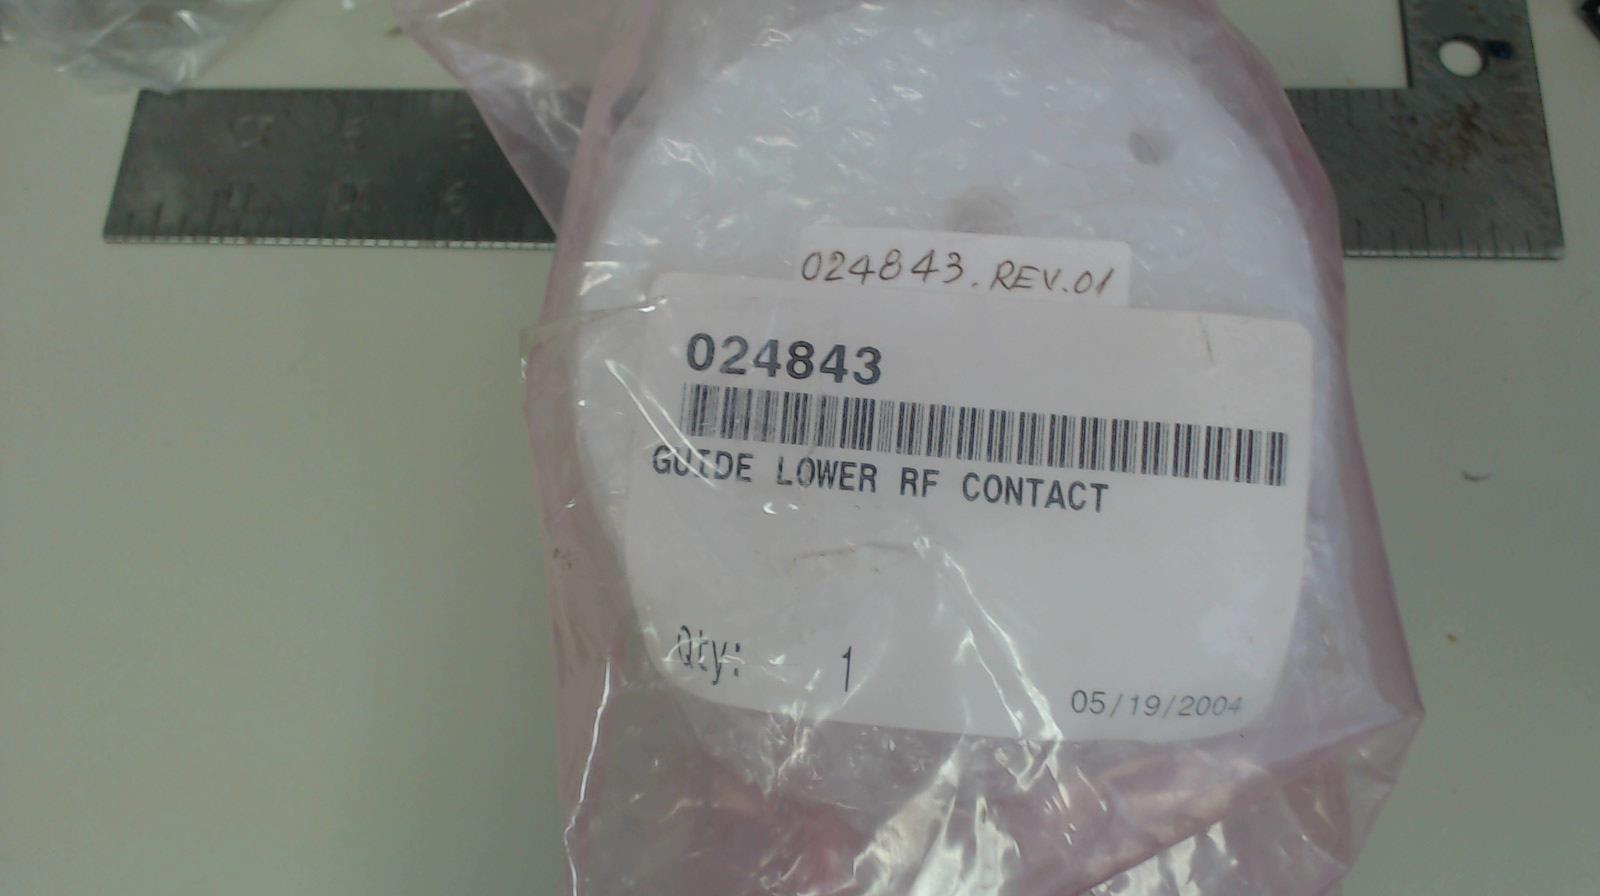 024843.REV.01
024843
GUIDE LOWER RF CONTACT
Qty: 1
05/19/2004